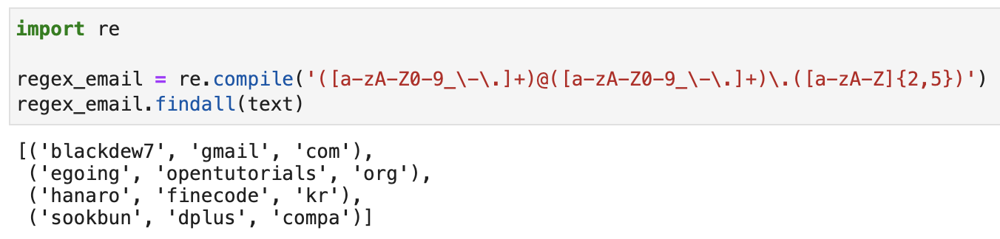 import re
regex_email = re.compile('([a-zA-Z0-9_\-\.]+)@([a-zA-Z0-9_\-\.]+)\.([a-zA-Z]{2,5})')
regex_email.findall(text)
[('blackdew7', 'gmail', 'com'),
('egoing', 'opentutorials', 'org'),
('hanaro', 'finecode', 'kr'),
('sookbun', 'dplus', 'compa')]